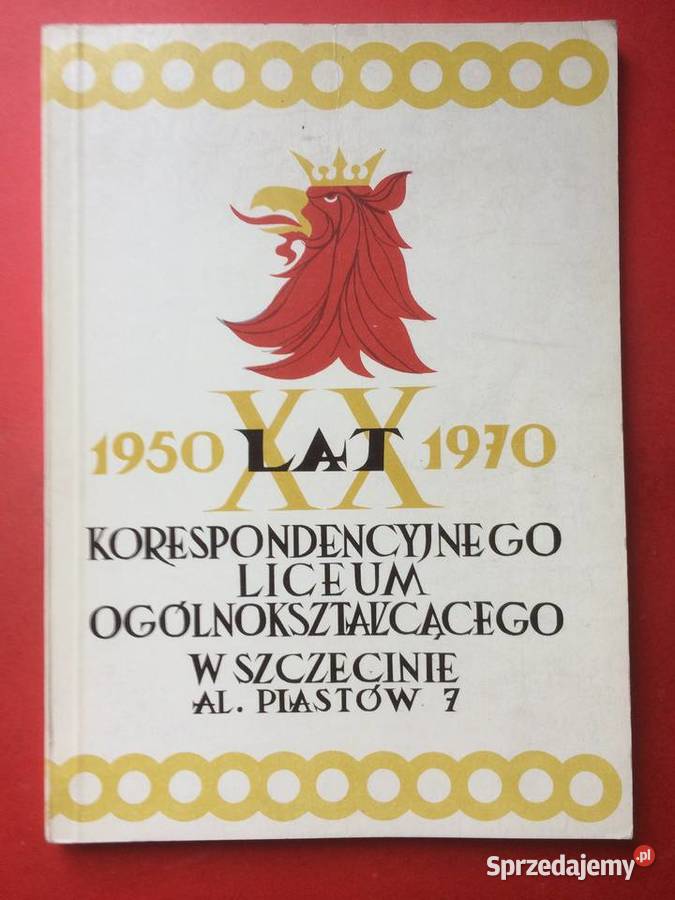 XX
1950 LAT 1970
KORESPONDENCYJNEGO
LICEUM
OGÓLNOKSZTAŁCĄCEGO
W SZCZECINIE
AL. PIASTÓW 7
Sprzedajemy.pl